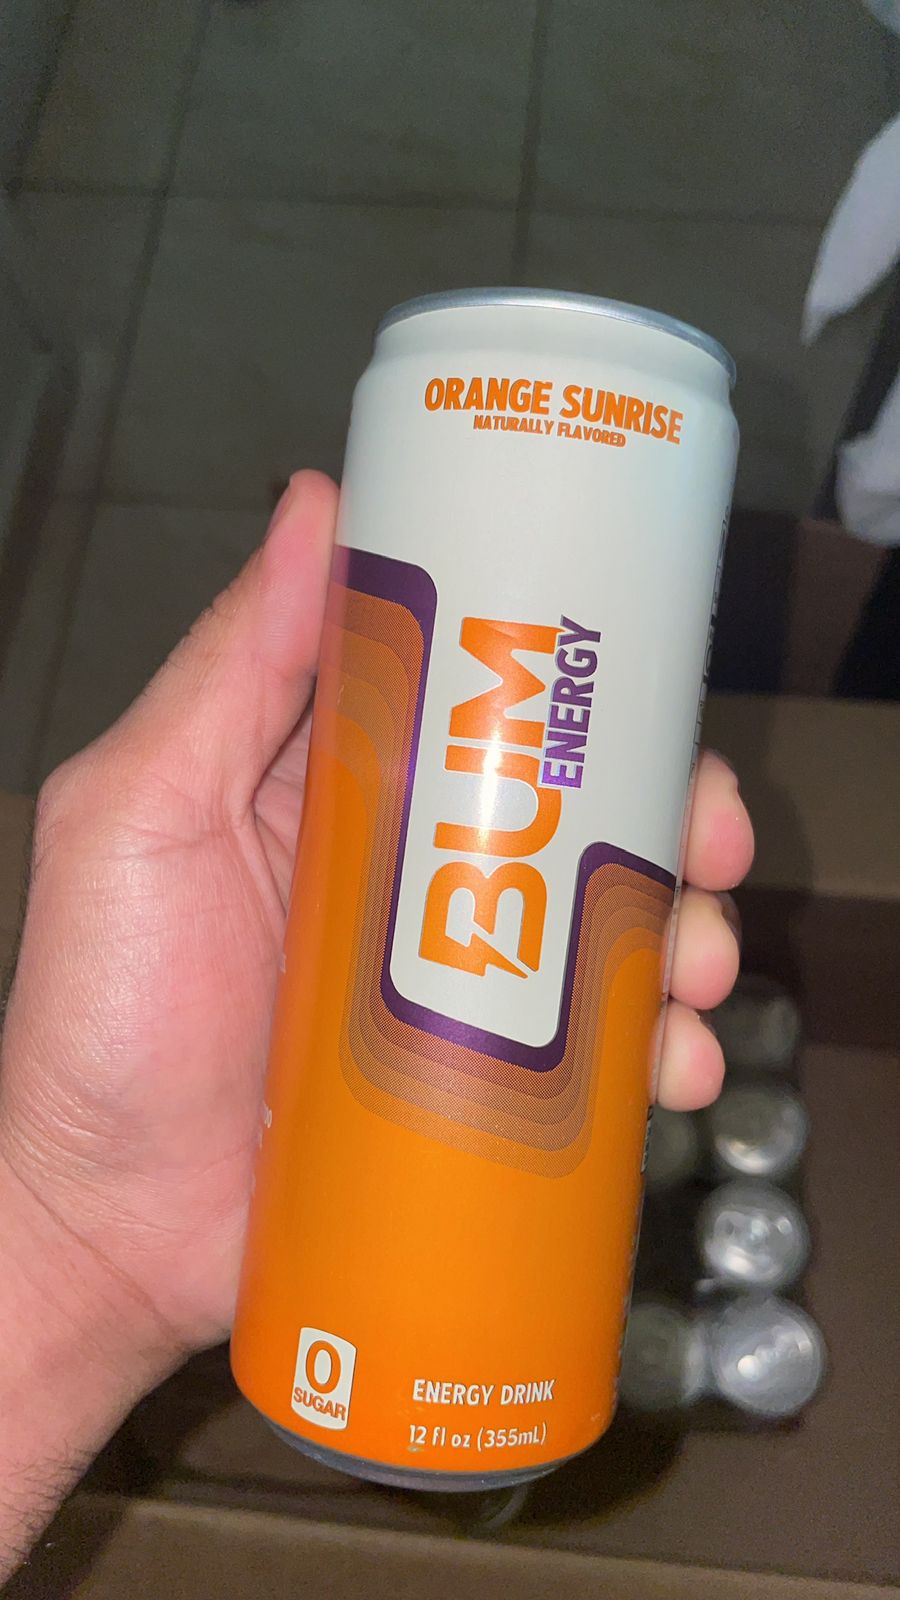 ORANGE SUNRISE
NATURALLY FLAVORED
BUM
ENERGY
0
SUGAR
ENERGY DRINK
12 fl oz (355mL)